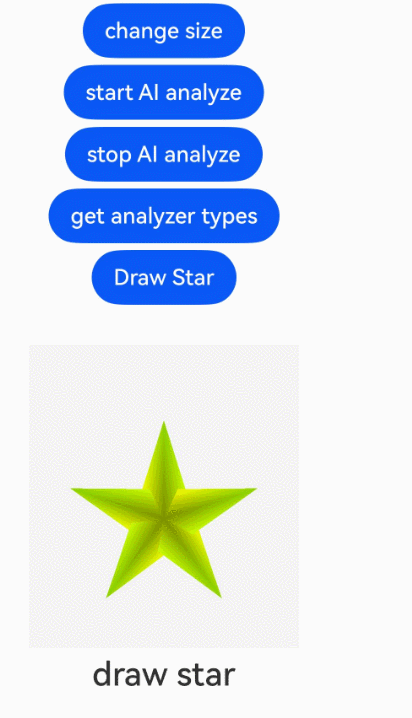 change size
start AI analyze
stop AI analyze
get analyzer types
Draw Star
draw star